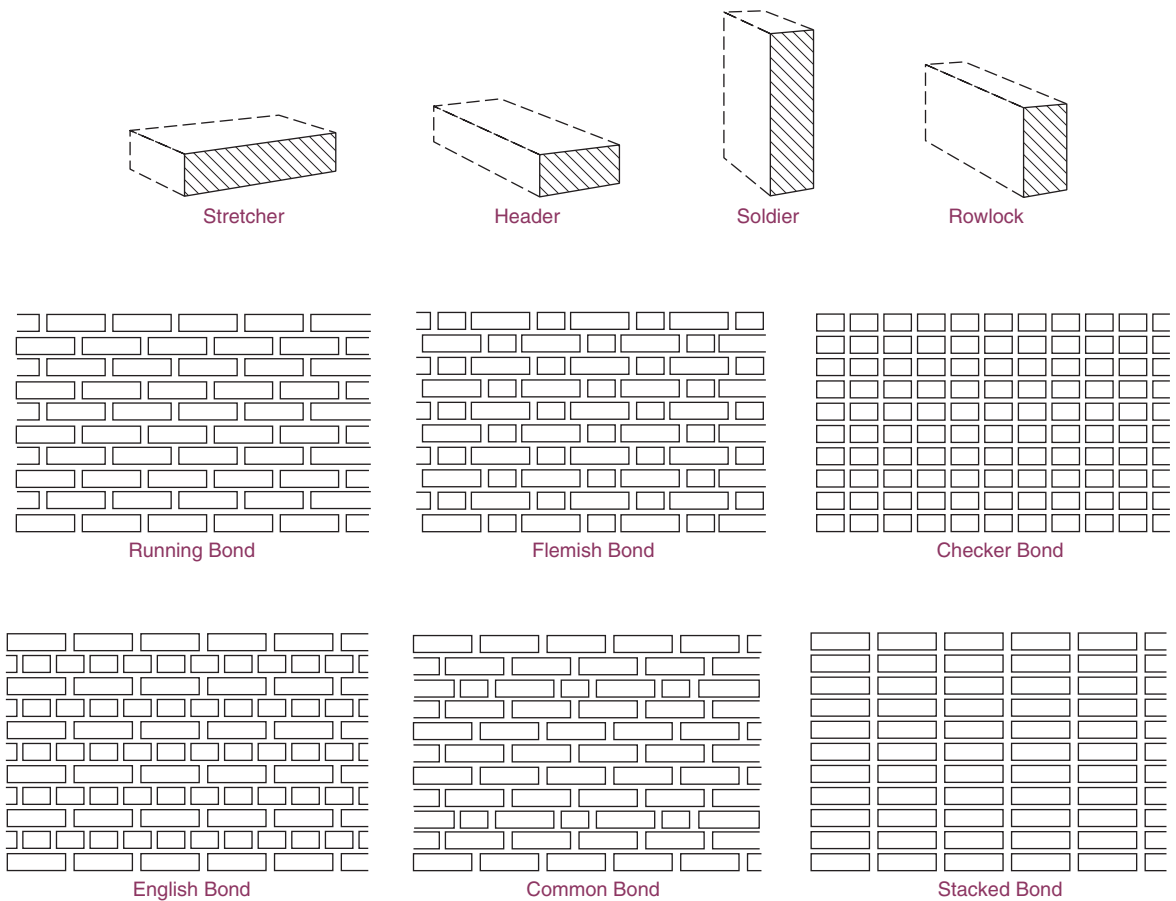 Stretcher
Header
Soldier
Rowlock
Running Bond
Flemish Bond
Checker Bond
English Bond
Common Bond
Stacked Bond